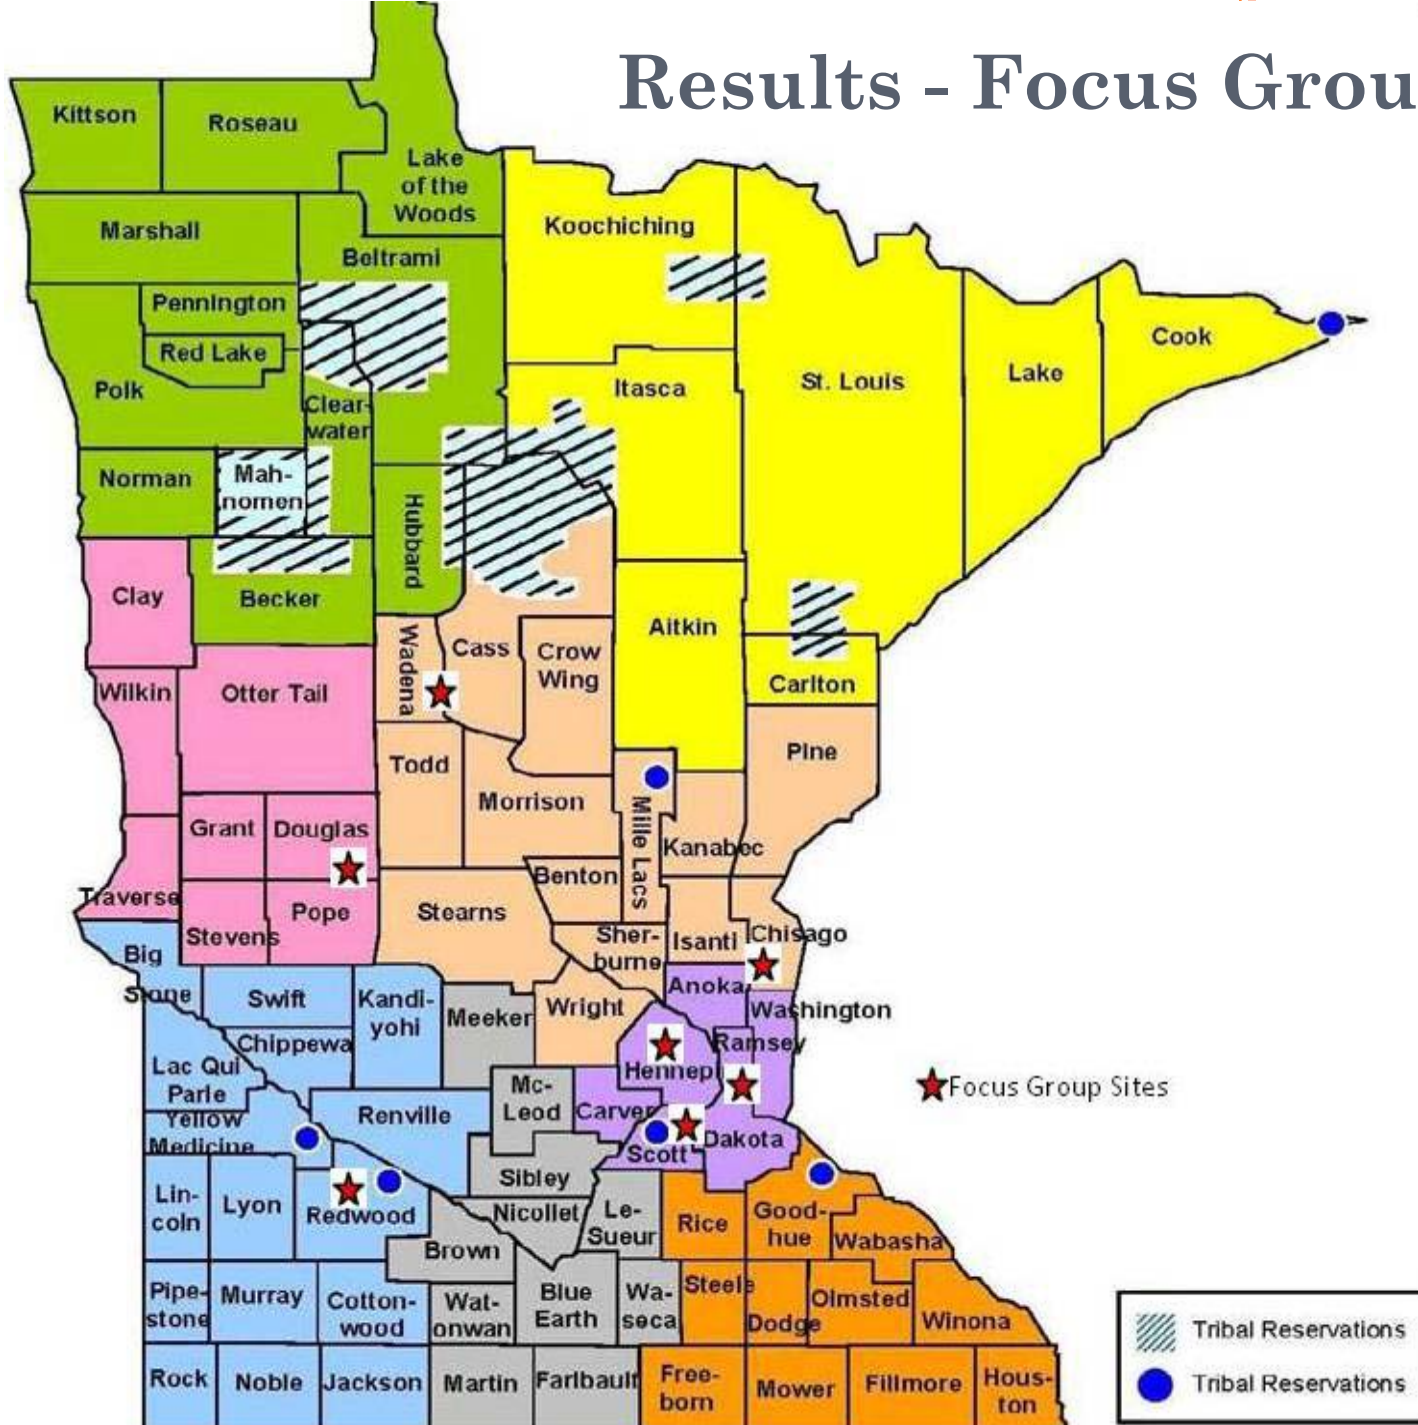 Results - Focus Grou
Kittson
Roseau
Lake
of the
Woods
Marshall
Beltrami
Koochiching
Pennington
Red Lake
Polk
Clear-
water
Itasca
St. Louis
Lake
Cook
Norman
Mah-
nomen
Hubbard
Clay
Becker
Aitkin
Wadena
Cass
Crow
Wing
Carlton
Wilkin
Otter Tail
Todd
Pine
Morrison
Mille Lacs
Grant
Douglas
Kanabec
Benton
Traverse
Stevens
Pope
Stearns
Sher-
burne
Isanti
Chisago
Big
Stone
Swift
Kandi-
yohi
Meeker
Wright
Anoka
Washington
Chippewa
Ramsey
Hennepi
Lac Qui
Parle
Mc-
Leod
Carver
Focus Group Sites
Yellow
Medicine
Renville
Scott
Dakota
Sibley
Lin-
coln
Lyon
Redwood
Nicollet
Le-
Sueur
Rice
Good-
hue
Wabasha
Brown
Pipe-
stone
Murray
Cotton-
wood
Wat-
onwan
Blue
Earth
Wa-
seca
Steele
Dodge
Olmsted
Winona
Tribal Reservations
Tribal Reservations
Rock
Noble
Jackson
Martin
Faribault
Free-
born
Mower
Fillmore
Hous-
ton